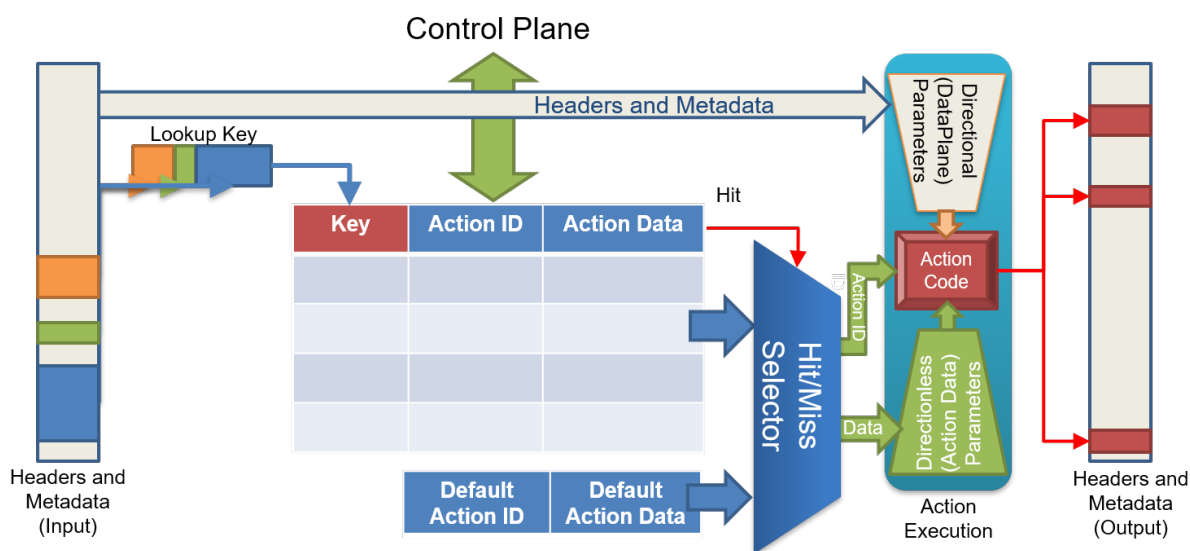 Control Plane
Headers and Metadata
Lookup Key
Directional
(DataPlane)
Parameters
Hit
Key
Action ID
Action Data
Action
Code
Action ID
ID
Hit/Miss
Selector
Data
Directionless
(Action Data)
Parameters
Default
Action ID
Default
Action Data
Headers and
Metadata
(Input)
Action
Execution
Headers and
Metadata
(Output)